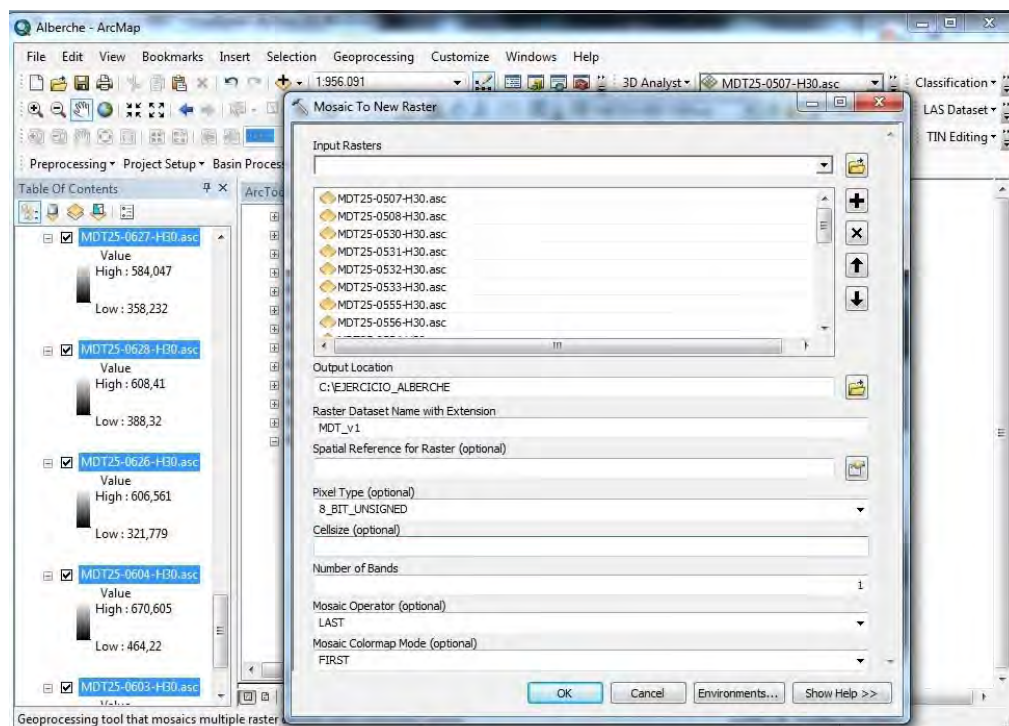 Alberche - ArcMap
File Edit View Bookmarks Insert Selection Geoprocessing Customize Windows Help
1:956.091
3D Analyst
MDT25-0507-H30.asc
Classification
LAS Dataset
TIN Editing
Preprocessing Project Setup Basin Proces
Table Of Contents
MDT25-0627-H30.asc
Value
High : 584,047
Low : 358,232
MDT25-0628-H30.asc
Value
High : 608,41
Low : 388,32
MDT25-0626-H30.asc
Value
High : 606,561
Low : 321,779
MDT25-0604-H30.asc
Value
High : 670,605
Low : 464,22
MDT25-0603-H30.asc
ArcToo
Mosaic To New Raster
Input Rasters
MDT25-0507-H30.asc
MDT25-0508-H30.asc
MDT25-0530-H30.asc
MDT25-0531-H30.asc
MDT25-0532-H30.asc
MDT25-0533-H30.asc
MDT25-0555-H30.asc
MDT25-0556-H30.asc
Output Location
C:\EJERCICIO_ALBERCHE
Raster Dataset Name with Extension
MDT_v1
Spatial Reference for Raster (optional)
Pixel Type (optional)
8_BIT_UNSIGNED
Cellsize (optional)
Number of Bands
1
Mosaic Operator (optional)
LAST
Mosaic Colormap Mode (optional)
FIRST
OK Cancel Environments... Show Help >>
Geoprocessing tool that mosaics multiple raster